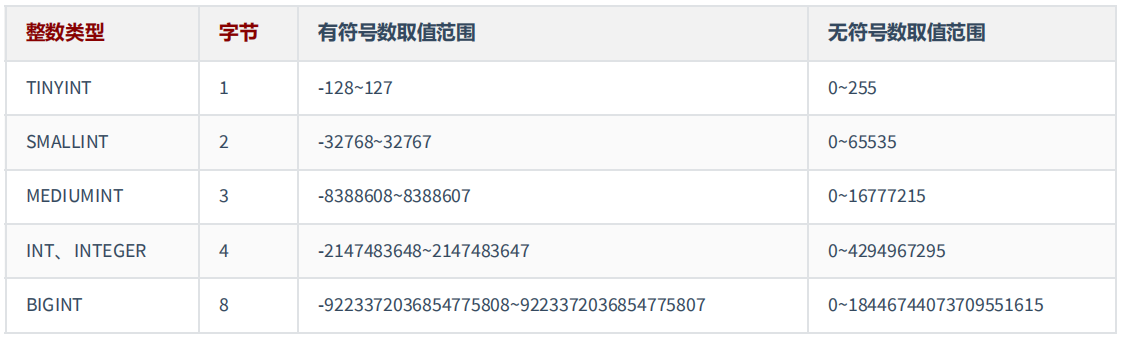 整数类型 字节 有符号数取值范围 无符号数取值范围
TINYINT 1 -128~127 0~255
SMALLINT 2 -32768~32767 0~65535
MEDIUMINT 3 -8388608~8388607 0~16777215
INT、INTEGER 4 -2147483648~2147483647 0~4294967295
BIGINT 8 -9223372036854775808~9223372036854775807 0~18446744073709551615